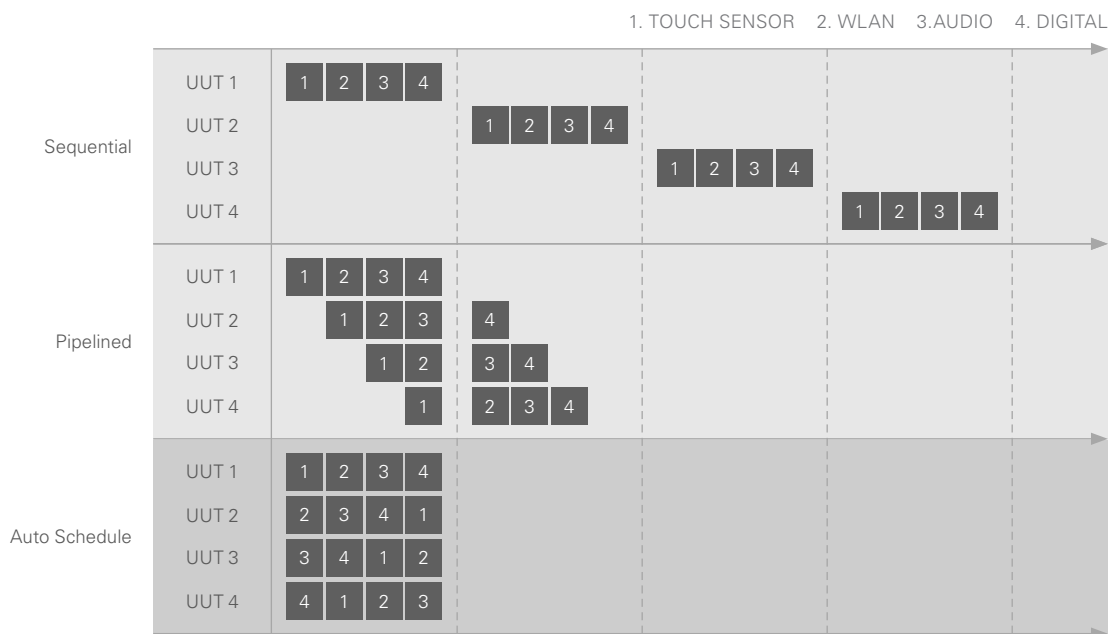 1. TOUCH SENSOR 2. WLAN 3.AUDIO 4. DIGITAL
Sequential
UUT 1 1 2 3 4
UUT 2 1 2 3 4
UUT 3 1 2 3 4
UUT 4 1 2 3 4
Pipelined
UUT 1 1 2 3 4
UUT 2 1 2 3 4
UUT 3 1 2 3 4
UUT 4 1 2 3 4
Auto Schedule
UUT 1 1 2 3 4
UUT 2 2 3 4 1
UUT 3 3 4 1 2
UUT 4 4 1 2 3